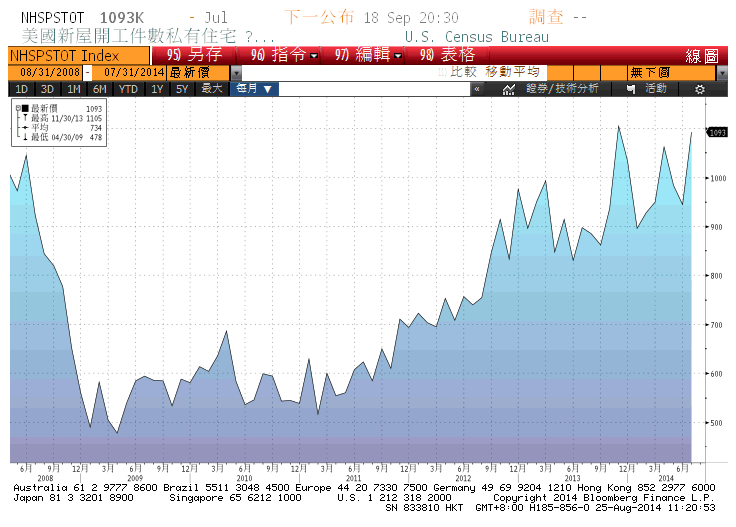 NHSPSTOT 1093K - Jul 下一公布 18 Sep 20:30 調查 --
美國新屋開工件數私有住宅 ?... U.S. Census Bureau
NHSPSTOT Index 95) 另存 96) 指令 97) 編輯 98) 表格 線圖
08/31/2008 - 07/31/2014 最新價 比較 移動平均 無下價
1D 3D 1M 6M YTD 1Y 5Y 最大 每月 ▼ « 證券/技術分析 活動
最新價 1093
最高 11/30/13 1105
平均 734
最低 04/30/09 478
1093
1000
900
800
700
600
500
6月 9月 12月 3月 6月 9月 12月 3月 6月 9月 12月 3月 6月 9月 12月 3月 6月 9月 12月 3月 6月 9月 12月 3月 6月
2008 2009 2010 2011 2012 2013 2014
Australia 61 2 9777 8600 Brazil 5511 3048 4500 Europe 44 20 7330 7500 Germany 49 69 9204 1210 Hong Kong 852 2977 6000
Japan 81 3 3201 8900 Singapore 65 6212 1000 U.S. 1 212 318 2000 Copyright 2014 Bloomberg Finance L.P.
SN 833810 HKT GMT+8:00 H185-856-0 25-Aug-2014 11:20:53